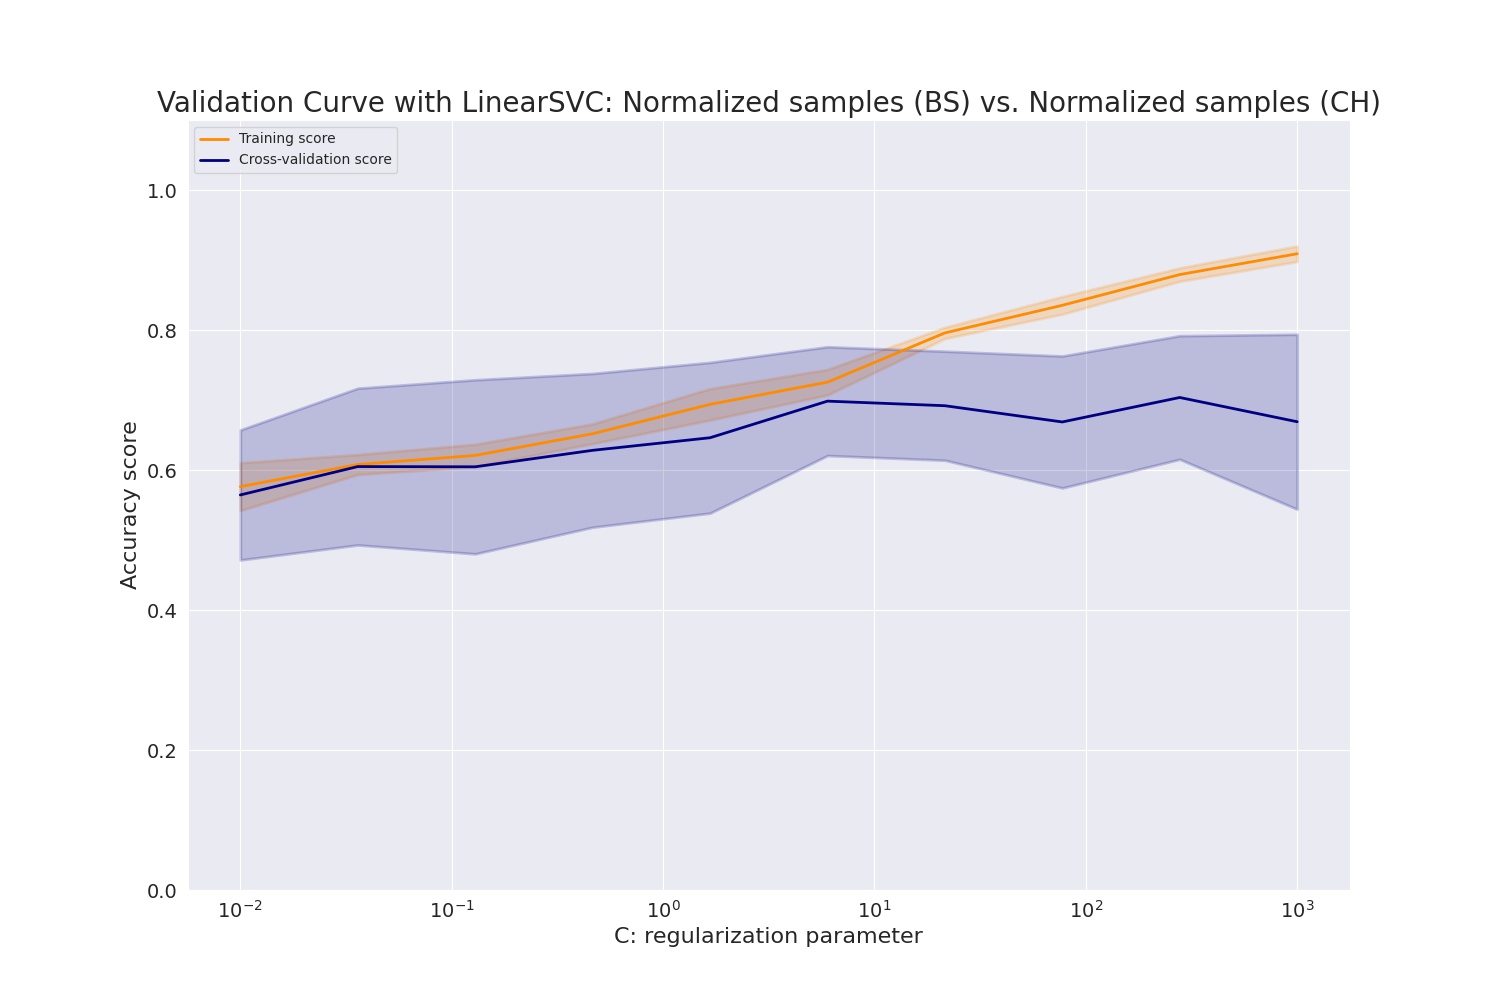 Validation Curve with LinearSVC: Normalized samples (BS) vs. Normalized samples (CH)
Training score
Cross-validation score
Accuracy score
1.0
0.8
0.6
0.4
0.2
0.0
10⁻² 10⁻¹ 10⁰ 10¹ 10² 10³
C: regularization parameter